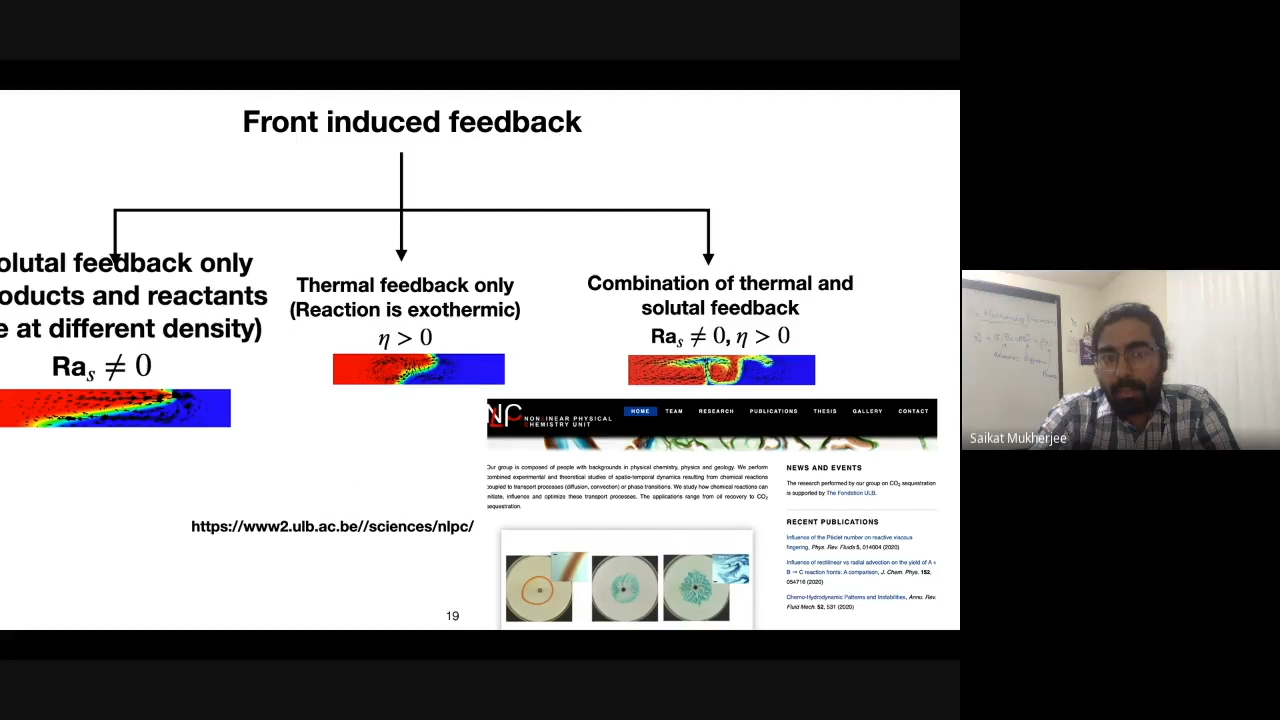 Front induced feedback
olutal feedback only
oducts and reactants
e at different density)
Ra_s ≠ 0
Thermal feedback only
(Reaction is exothermic)
η > 0
Combination of thermal and
solutal feedback
Ra_s ≠ 0, η > 0
https://www2.ulb.ac.be//sciences/nlpc/
NONLINEAR PHYSICAL
CHEMISTRY UNIT
HOME TEAM RESEARCH PUBLICATIONS THESIS GALLERY CONTACT
Our group is composed of people with backgrounds in physical chemistry, physics and geology. We perform
combined experimental and theoretical studies of spatio-temporal dynamics resulting from chemical reactions
coupled to transport processes (diffusion, convection) or phase transitions. We study how chemical reactions can
initiate, influence and optimize these transport processes. The applications range from oil recovery to CO2
sequestration.
NEWS AND EVENTS
The research performed by our group on CO2 sequestration
is supported by The Fondation ULB.
RECENT PUBLICATIONS
Influence of the Péclet number on reactive viscous
fingering, Phys. Rev. Fluids 5, 014004 (2020)
Influence of rectilinear vs radial advection on the yield of A +
B → C reaction fronts: A comparison, J. Chem. Phys. 152,
054716 (2020)
Chemo-Hydrodynamic Patterns and Instabilities, Annu. Rev.
Fluid Mech. 52, 531 (2020)
19
Saikat Mukherjee